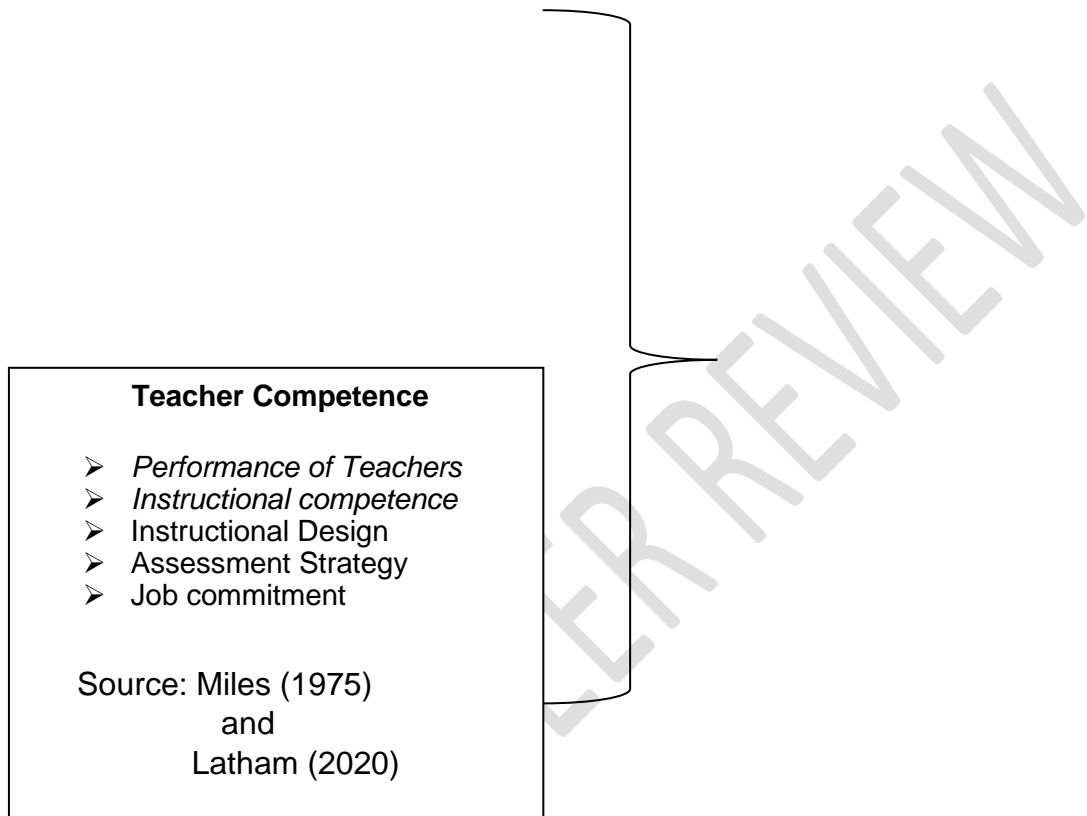 Teacher Competence
➢ Performance of Teachers
➢ Instructional competence
➢ Instructional Design
➢ Assessment Strategy
➢ Job commitment
Source: Miles (1975)
and
Latham (2020)
ER REVIEW